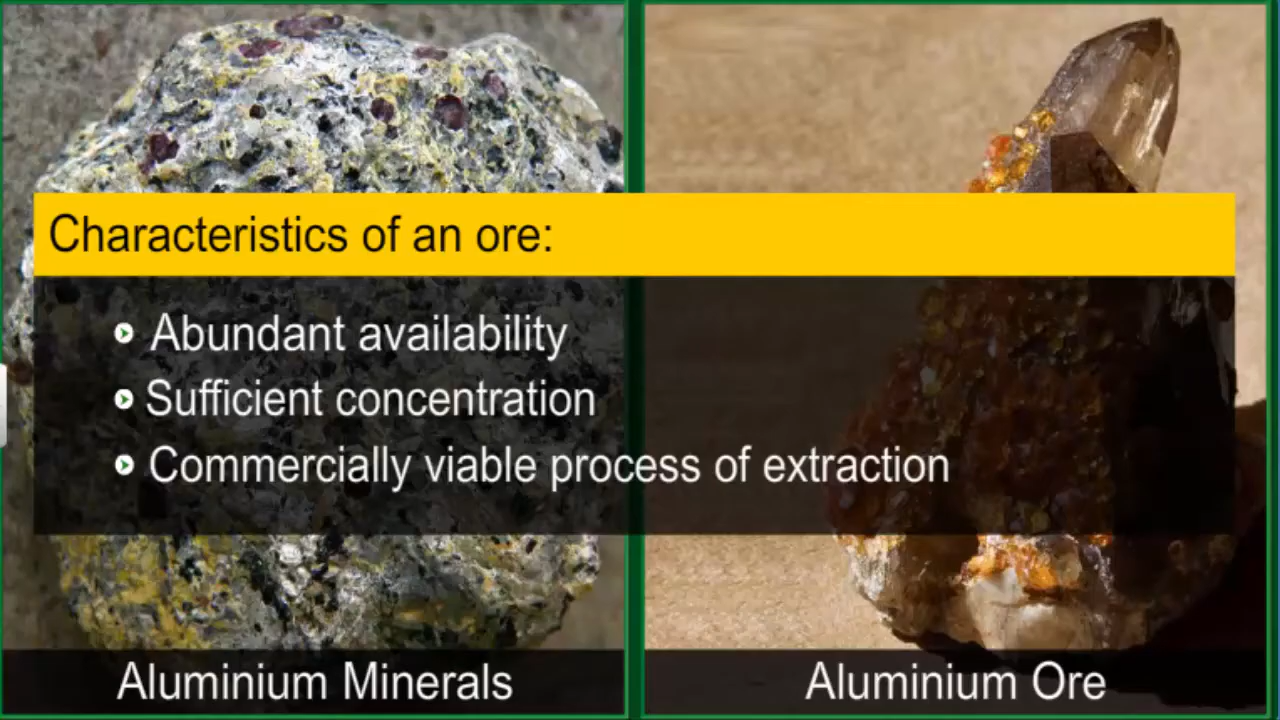 Characteristics of an ore:
Abundant availability
Sufficient concentration
Commercially viable process of extraction
Aluminium Minerals
Aluminium Ore